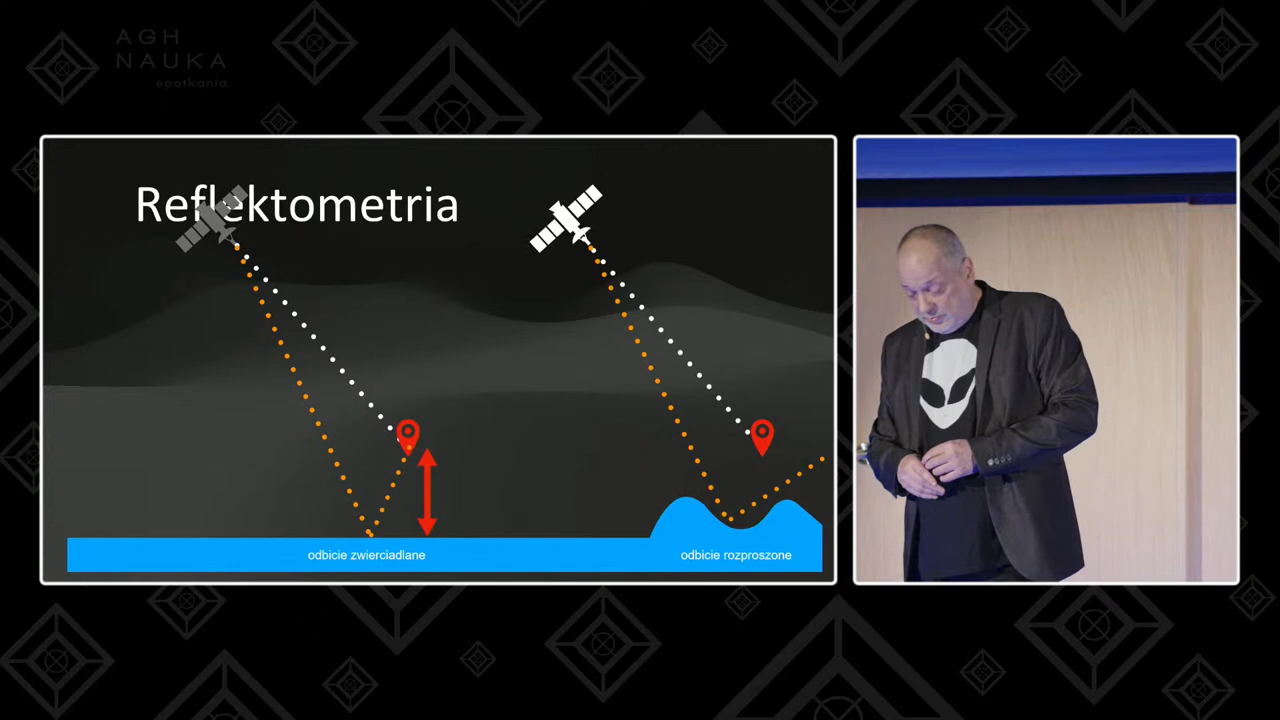 AGH
NAUKA
spotkania
Reflektometria
odbicie zwierciadlane
odbicie rozproszone